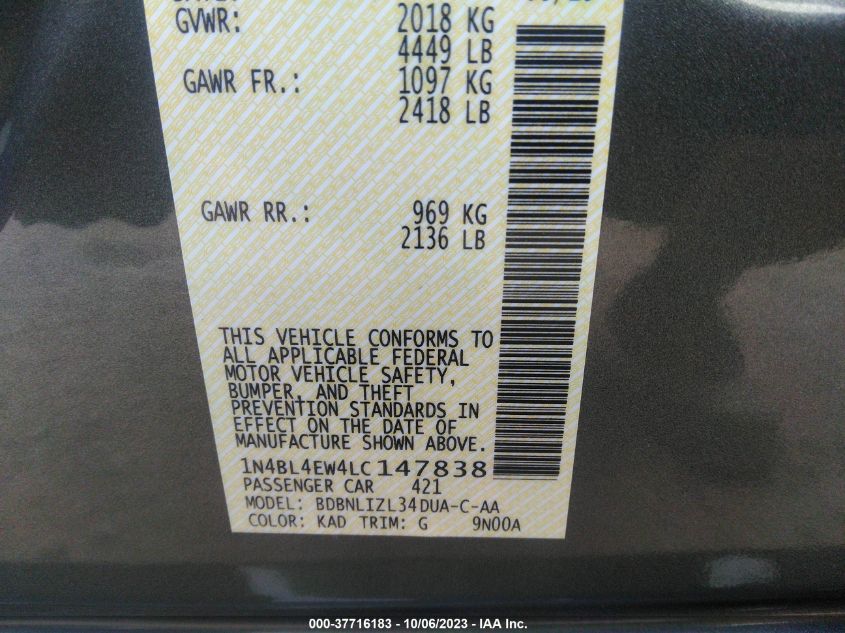 GVWR: 2018 KG
4449 LB
GAWR FR.: 1097 KG
2418 LB
GAWR RR.: 969 KG
2136 LB
THIS VEHICLE CONFORMS TO
ALL APPLICABLE FEDERAL
MOTOR VEHICLE SAFETY,
BUMPER, AND THEFT
PREVENTION STANDARDS IN
EFFECT ON THE DATE OF
MANUFACTURE SHOWN ABOVE.
1N4BL4EW4LC147838
PASSENGER CAR 421
MODEL: BDBNLIZL34DUA-C-AA
COLOR: KAD TRIM: G 9N00A
000-37716183 - 10/06/2023 - IAA Inc.